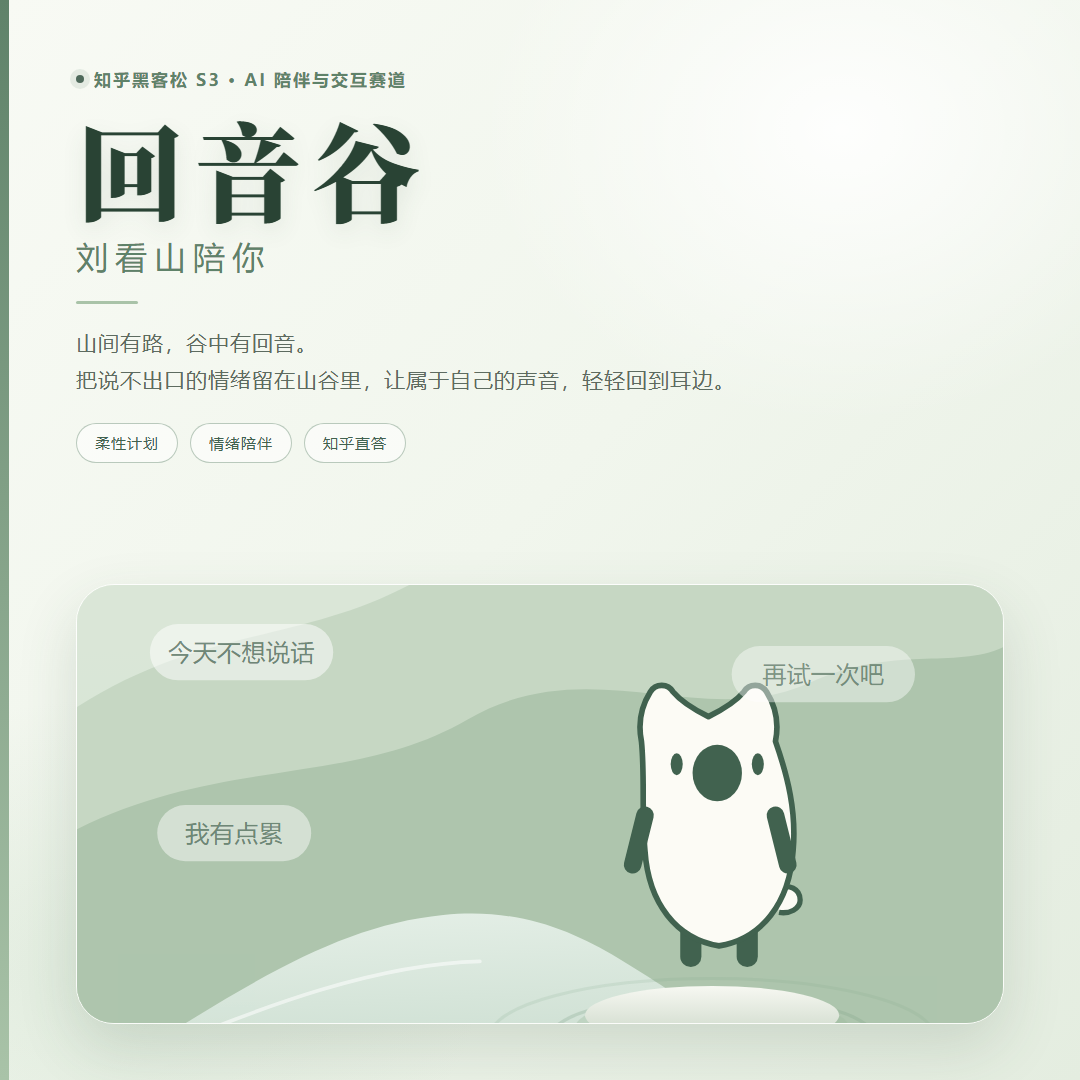 知乎黑客松 S3 · AI 陪伴与交互赛道
回音谷
刘看山陪你
山间有路，谷中有回音。
把说不出口的情绪留在山谷里，让属于自己的声音，轻轻回到耳边。
柔性计划 情绪陪伴 知乎直答
今天不想说话
再试一次吧
我有点累